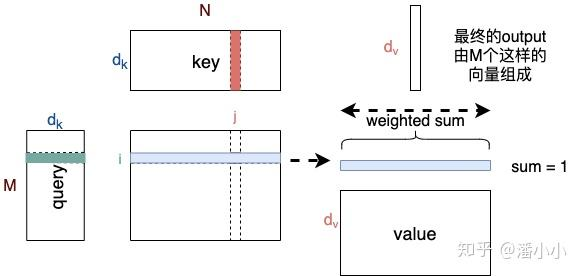 N
d_k
key
d_v
最终的output
由M个这样的
向量组成
d_k
j
weighted sum
M
query
i
sum = 1
d_v
value
知乎 @潘小小